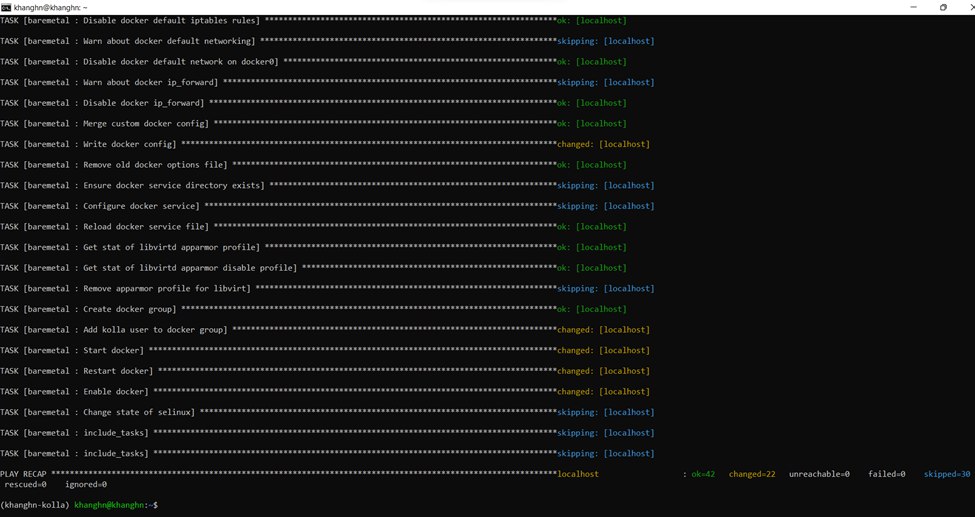 khanghn@khanghn: ~
TASK [baremetal : Disable docker default iptables rules] ***************************************************************ok: [localhost]
TASK [baremetal : Warn about docker default networking] ****************************************************************skipping: [localhost]
TASK [baremetal : Disable docker default network on docker0] ***********************************************************ok: [localhost]
TASK [baremetal : Warn about docker ip_forward] ************************************************************************skipping: [localhost]
TASK [baremetal : Disable docker ip_forward] ***************************************************************************ok: [localhost]
TASK [baremetal : Merge custom docker config] **************************************************************************ok: [localhost]
TASK [baremetal : Write docker config] *********************************************************************************changed: [localhost]
TASK [baremetal : Remove old docker options file] **********************************************************************ok: [localhost]
TASK [baremetal : Ensure docker service directory exists] **************************************************************skipping: [localhost]
TASK [baremetal : Configure docker service] ****************************************************************************skipping: [localhost]
TASK [baremetal : Reload docker service file] **************************************************************************ok: [localhost]
TASK [baremetal : Get stat of libvirtd apparmor profile] ***************************************************************ok: [localhost]
TASK [baremetal : Get stat of libvirtd apparmor disable profile] *******************************************************ok: [localhost]
TASK [baremetal : Remove apparmor profile for libvirt] *****************************************************************skipping: [localhost]
TASK [baremetal : Create docker group] *********************************************************************************ok: [localhost]
TASK [baremetal : Add kolla user to docker group] **********************************************************************changed: [localhost]
TASK [baremetal : Start docker] ****************************************************************************************changed: [localhost]
TASK [baremetal : Restart docker] **************************************************************************************changed: [localhost]
TASK [baremetal : Enable docker] ***************************************************************************************changed: [localhost]
TASK [baremetal : Change state of selinux] *****************************************************************************skipping: [localhost]
TASK [baremetal : include_tasks] ***************************************************************************************skipping: [localhost]
TASK [baremetal : include_tasks] ***************************************************************************************skipping: [localhost]
PLAY RECAP *************************************************************************************************************localhost : ok=42 changed=22 unreachable=0 failed=0 skipped=30
rescued=0 ignored=0
(khanghn-kolla) khanghn@khanghn:~$